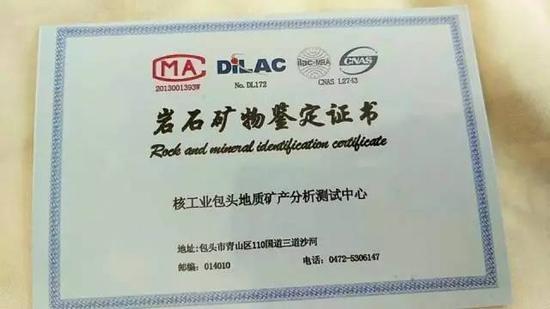 CMA DiLAC ilac-MRA CNAS
2013001393W No. DL172 CNAS L2743
岩石矿物鉴定证书
Rock and mineral identification certificate
核工业包头地质矿产分析测试中心
地址:包头市青山区110国道三道沙河
邮编: 014010 电话: 0472-5306147